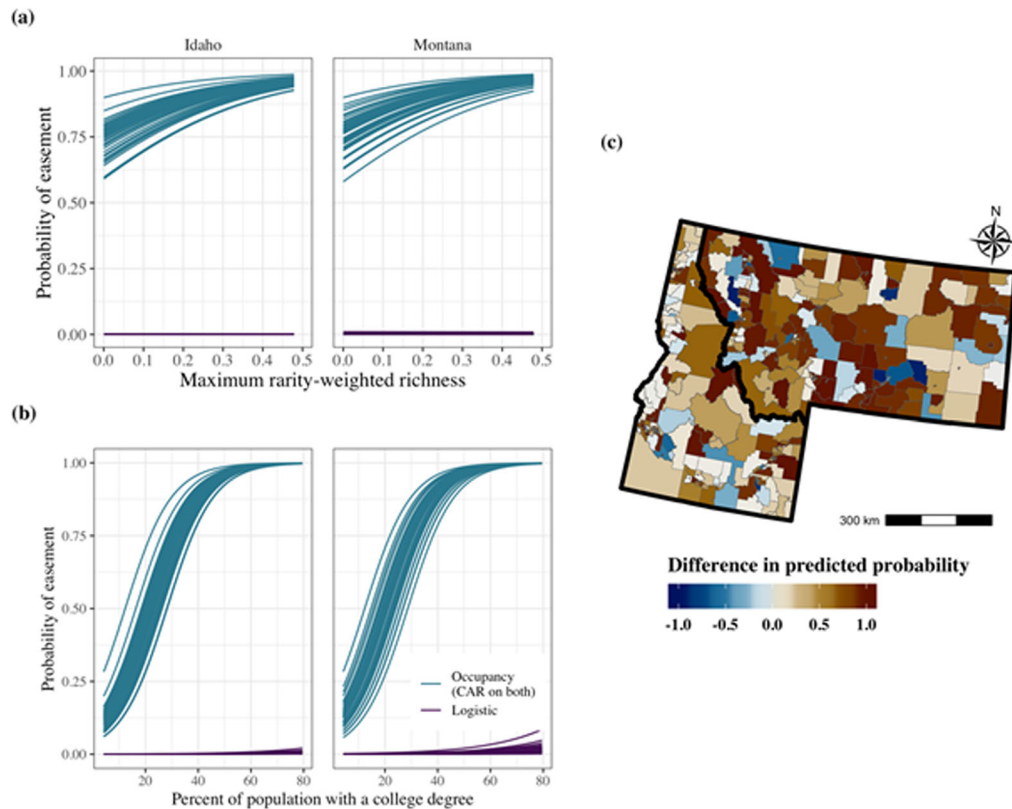 (a)
Idaho
Montana
Probability of easement
1.00
0.75
0.50
0.25
0.00
0.0 0.1 0.2 0.3 0.4 0.5
0.0 0.1 0.2 0.3 0.4 0.5
Maximum rarity-weighted richness
(b)
Probability of easement
1.00
0.75
0.50
0.25
0.00
Occupancy
(CAR on both)
Logistic
20 40 60 80
20 40 60 80
Percent of population with a college degree
(c)
N
300 km
Difference in predicted probability
-1.0 -0.5 0.0 0.5 1.0